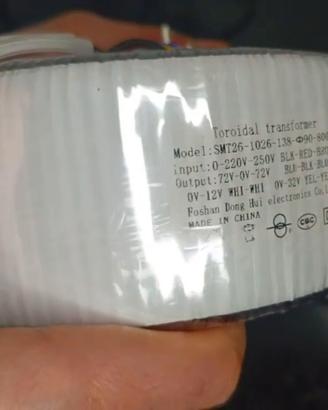 Toroidal transformer
Model:SMT26-1026-138-Φ90-80
input:0-220V-250V BLK-RED-
Output:72V-0V-72V BLU-BLK-BLU
0V-12V WHI-WHI 0V-32V YEL-YE
Foshan Dong Hui electronics Co.
MADE IN CHINA
CQC